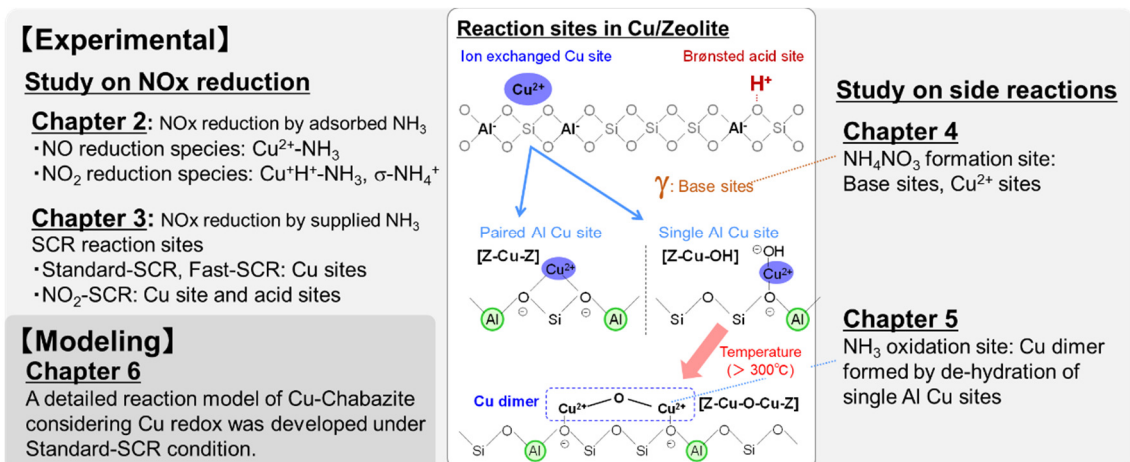 【Experimental】
Study on NOx reduction
Chapter 2: NOx reduction by adsorbed NH₃
・NO reduction species: Cu²⁺-NH₃
・NO₂ reduction species: Cu⁺H⁺-NH₃, σ-NH₄⁺
Chapter 3: NOx reduction by supplied NH₃
SCR reaction sites
・Standard-SCR, Fast-SCR: Cu sites
・NO₂-SCR: Cu site and acid sites
【Modeling】
Chapter 6
A detailed reaction model of Cu-Chabazite
considering Cu redox was developed under
Standard-SCR condition.
Reaction sites in Cu/Zeolite
Ion exchanged Cu site
Brønsted acid site
Cu²⁺
H⁺
O O O O O O O O
Al⁻ Si Al⁻ Si Si Si Al⁻ Si
O O O O O O O O
γ: Base sites
Paired Al Cu site
Single Al Cu site
[Z-Cu-Z]
[Z-Cu-OH]
⊖OH
Cu²⁺
Cu²⁺
O O O O
⊖ ⊖ ⊖
Al Si Al Si Si Al
Temperature
(> 300℃)
Cu dimer
Cu²⁺ O Cu²⁺
[Z-Cu-O-Cu-Z]
O O O O O O
⊖ ⊖
Si Al Si Si Al Si Si
Study on side reactions
Chapter 4
NH₄NO₃ formation site:
Base sites, Cu²⁺ sites
Chapter 5
NH₃ oxidation site: Cu dimer
formed by de-hydration of
single Al Cu sites